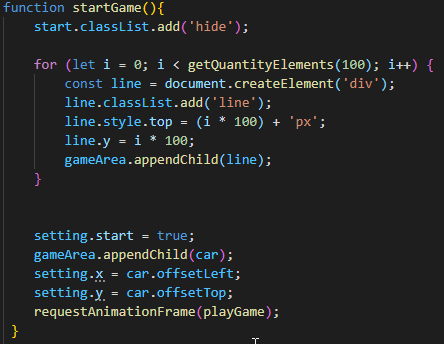 function startGame(){
start.classList.add('hide');
for (let i = 0; i < getQuantityElements(100); i++) {
const line = document.createElement('div');
line.classList.add('line');
line.style.top = (i * 100) + 'px';
line.y = i * 100;
gameArea.appendChild(line);
}
setting.start = true;
gameArea.appendChild(car);
setting.x = car.offsetLeft;
setting.y = car.offsetTop;
requestAnimationFrame(playGame);
}